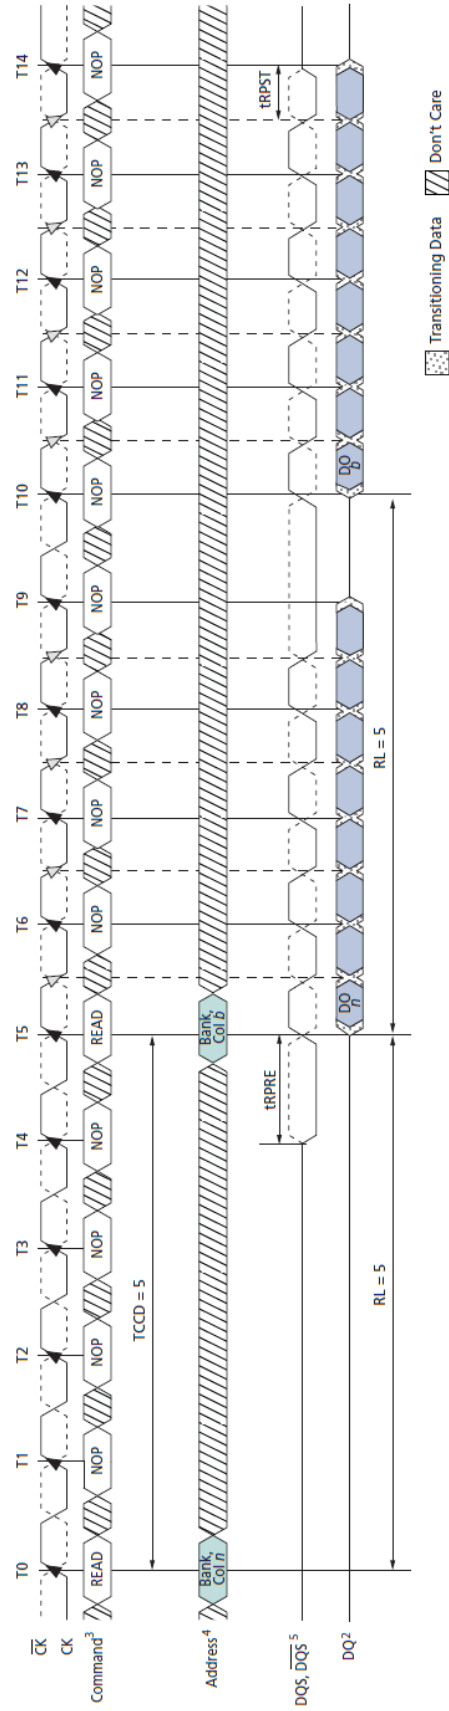 T0 T1 T2 T3 T4 T5 T6 T7 T8 T9 T10 T11 T12 T13 T14
CK
CK
Command3 READ NOP NOP NOP NOP READ NOP NOP NOP NOP NOP NOP NOP NOP NOP
TCCD = 5
Address4 Bank, Col n Bank, Col b
tRPRE tRPST
DQS, DQS 5
DQ2 DO n DO b
RL = 5 RL = 5
Transitioning Data Don't Care